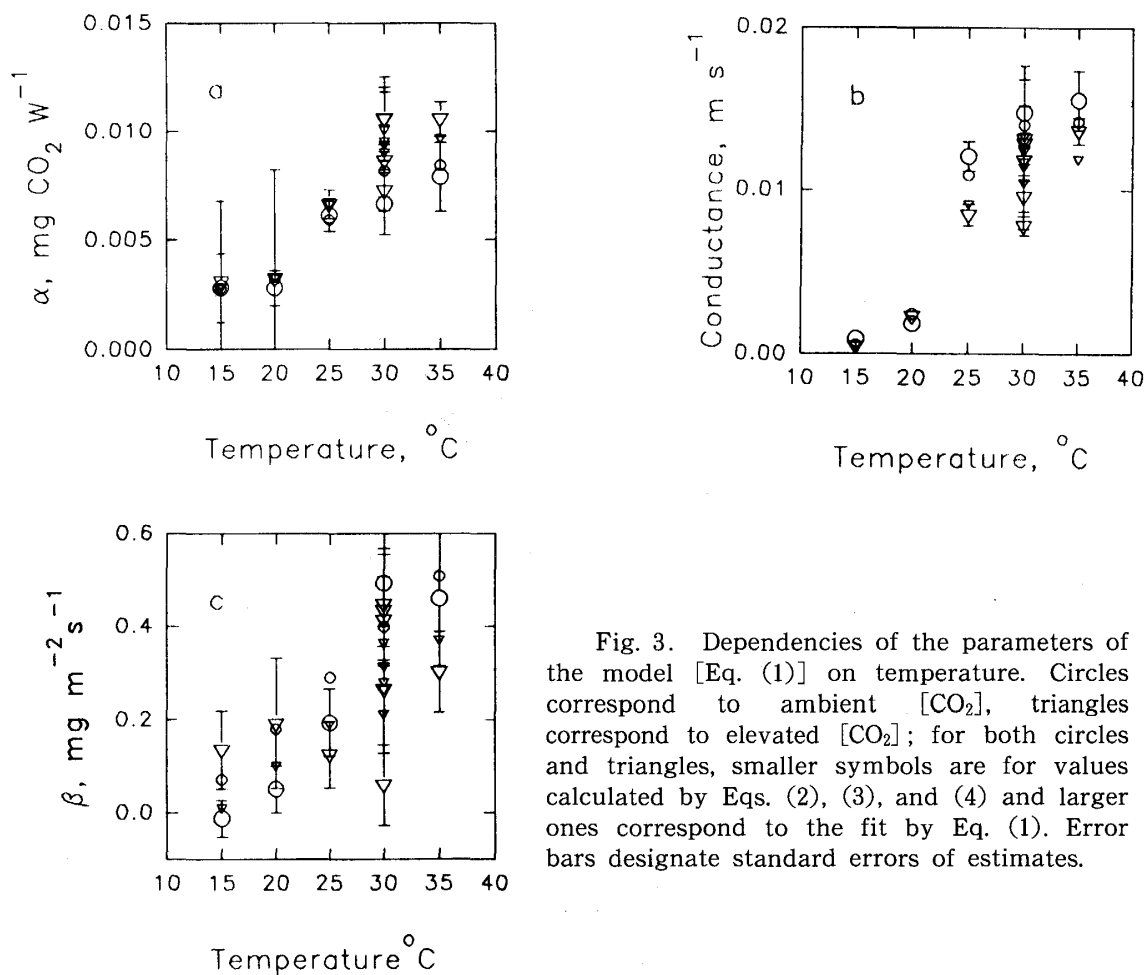 0.015
0.010
0.005
0.000
α, mg CO₂ W⁻¹
a
10 15 20 25 30 35 40
Temperature, °C
0.02
0.01
0.00
Conductance, m s⁻¹
b
10 15 20 25 30 35 40
Temperature, °C
0.6
0.4
0.2
0.0
β, mg m⁻²s⁻¹
c
10 15 20 25 30 35 40
Temperature°C
Fig. 3. Dependencies of the parameters of
the model [Eq. (1)] on temperature. Circles
correspond to ambient [CO₂], triangles
correspond to elevated [CO₂]; for both circles
and triangles, smaller symbols are for values
calculated by Eqs. (2), (3), and (4) and larger
ones correspond to the fit by Eq. (1). Error
bars designate standard errors of estimates.